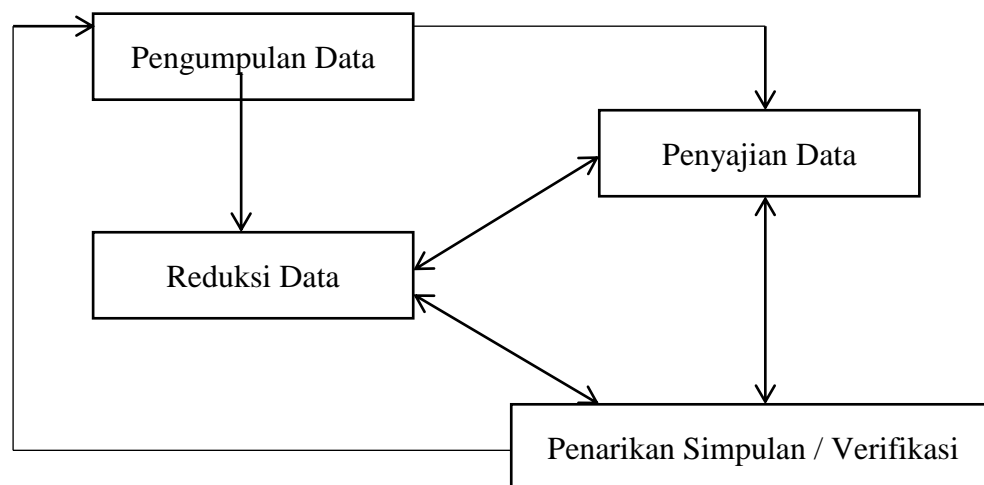 Pengumpulan Data
Penyajian Data
Reduksi Data
Penarikan Simpulan / Verifikasi